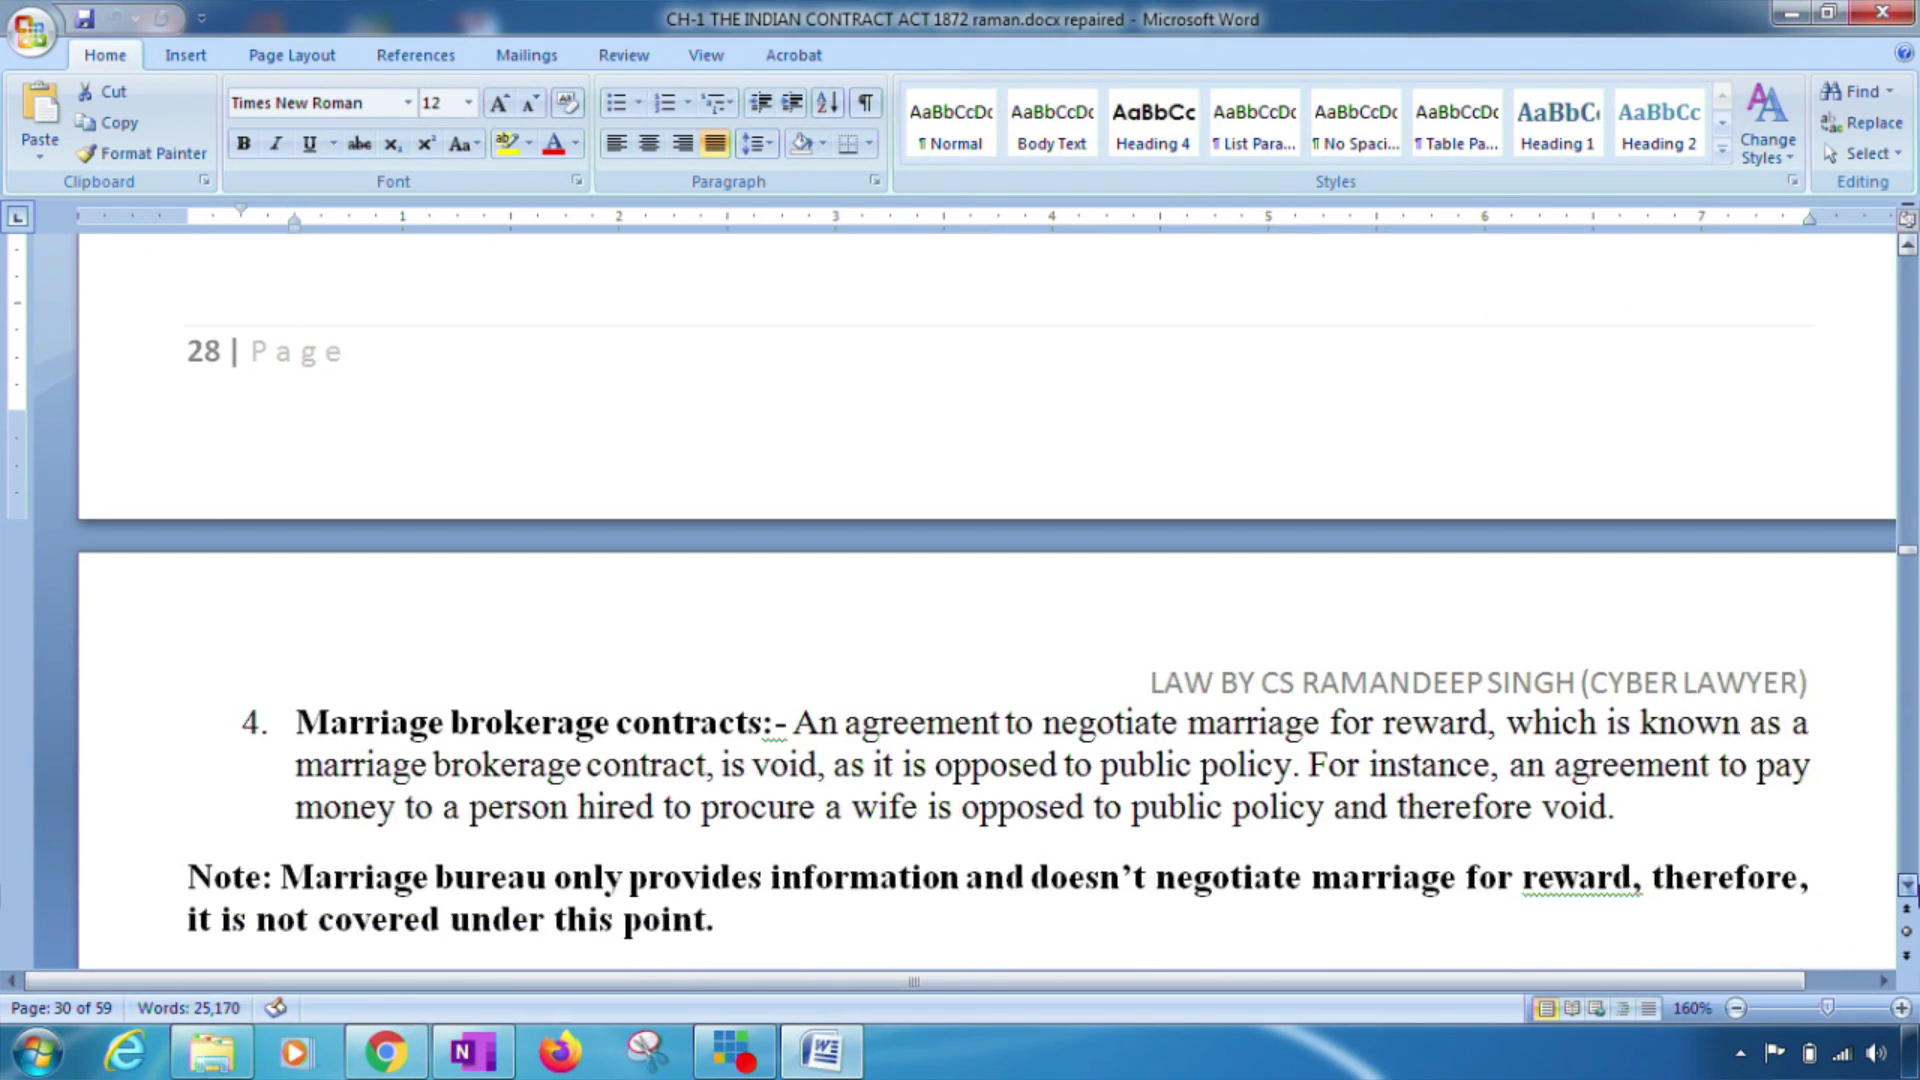 CH-1 THE INDIAN CONTRACT ACT 1872 raman.docx repaired - Microsoft Word
Home Insert Page Layout References Mailings Review View Acrobat
Paste
Cut
Copy
Format Painter
Clipboard
Times New Roman 12
Font
Paragraph
AaBbCcDc AaBbCcDc AaBbCc AaBbCcDc AaBbCcDc AaBbCcDc AaBbC AaBbCc
¶ Normal Body Text Heading 4 ¶ List Para... ¶ No Spaci... ¶ Table Pa... Heading 1 Heading 2
Change
Styles
Styles
Find
Replace
Select
Editing
1 2 3 4 5 6 7
28 | P a g e
LAW BY CS RAMANDEEP SINGH (CYBER LAWYER)
4. Marriage brokerage contracts:- An agreement to negotiate marriage for reward, which is known as a
marriage brokerage contract, is void, as it is opposed to public policy. For instance, an agreement to pay
money to a person hired to procure a wife is opposed to public policy and therefore void.
Note: Marriage bureau only provides information and doesn’t negotiate marriage for reward, therefore,
it is not covered under this point.
Page: 30 of 59 Words: 25,170 160%